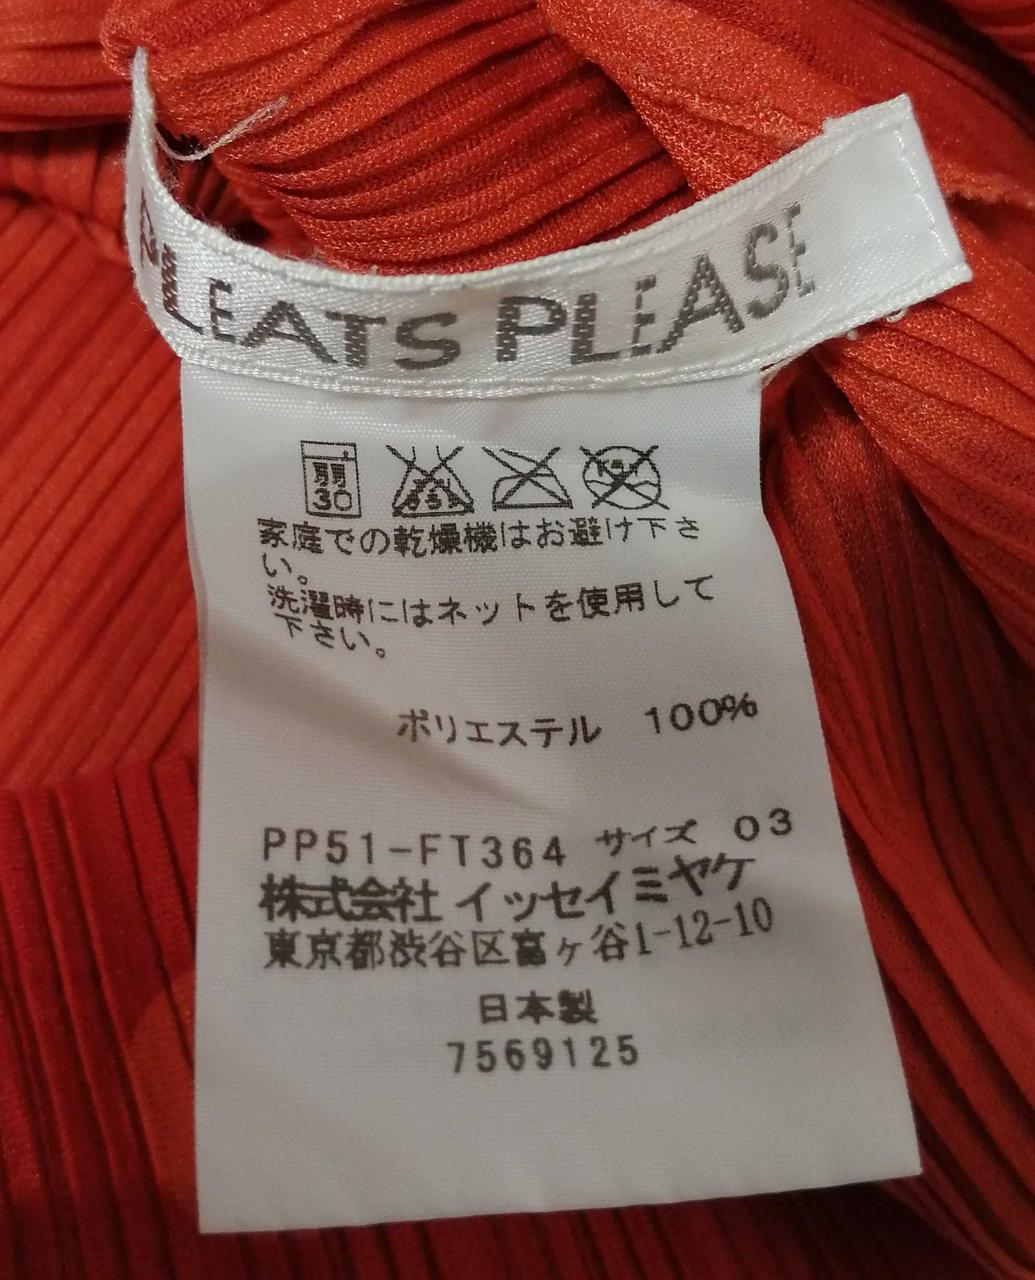 PLEATS PLEASE
弱
30
家庭での乾燥機はお避け下さ
い。
洗濯時にはネットを使用して
下さい。
ポリエステル 100%
PP51-FT364 サイズ 03
株式会社 イッセイミヤケ
東京都渋谷区富ヶ谷1-12-10
日本製
7569125